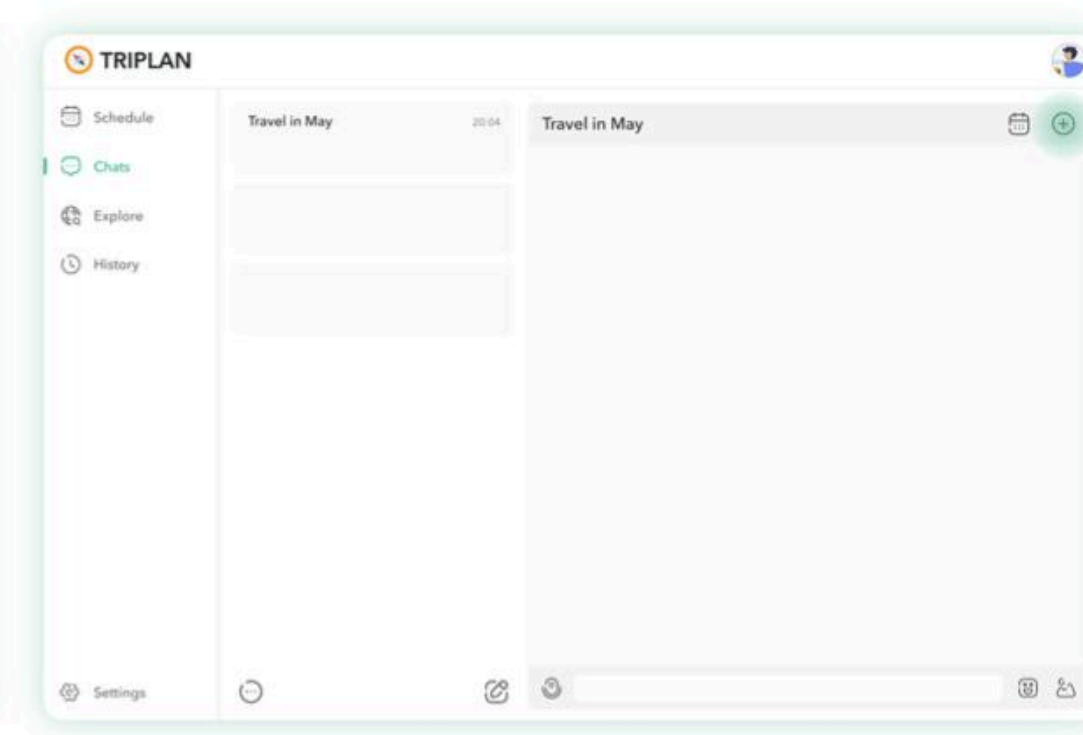 TRIPLAN
Schedule
Chats
Explore
History
Settings
Travel in May
20:04
Travel in May